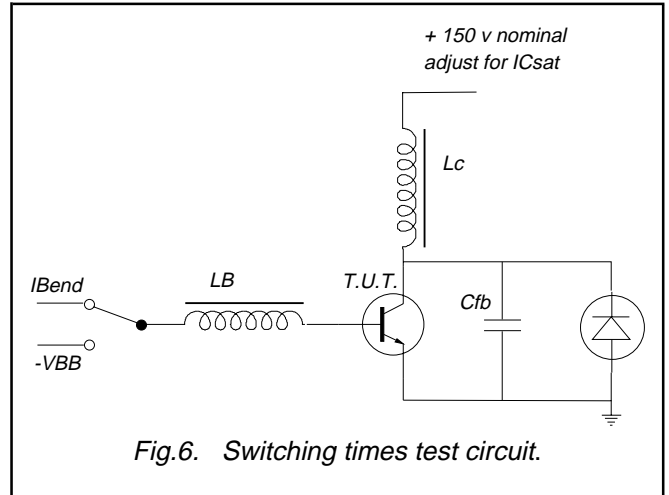 + 150 v nominal
adjust for ICsat
Lc
IBend
LB
T.U.T.
Cfb
-VBB
Fig.6. Switching times test circuit.